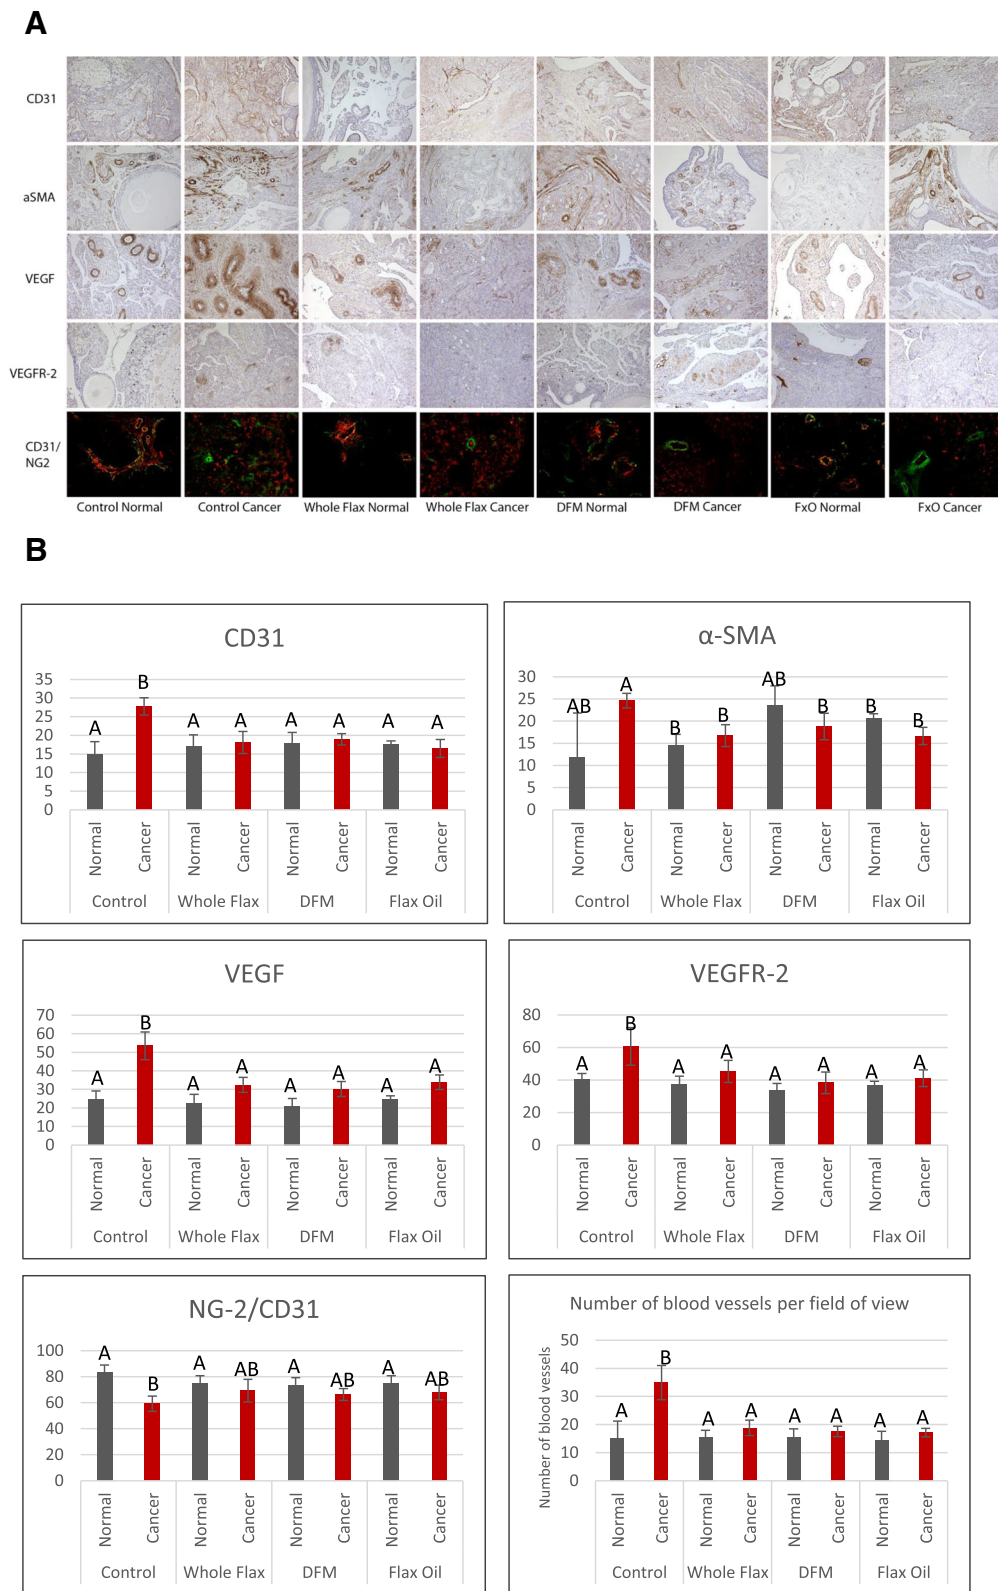 A
CD31
aSMA
VEGF
VEGFR-2
CD31/
NG2
Control Normal Control Cancer Whole Flax Normal Whole Flax Cancer DFM Normal DFM Cancer FxO Normal FxO Cancer
B
CD31
35
30
25
20
15
10
5
0
A B A A A A A A
Normal Cancer Normal Cancer Normal Cancer Normal Cancer
Control Whole Flax DFM Flax Oil
α-SMA
30
25
20
15
10
5
0
AB A B B AB B B B
Normal Cancer Normal Cancer Normal Cancer Normal Cancer
Control Whole Flax DFM Flax Oil
VEGF
70
60
50
40
30
20
10
0
A B A A A A A A
Normal Cancer Normal Cancer Normal Cancer Normal Cancer
Control Whole Flax DFM Flax Oil
VEGFR-2
80
60
40
20
0
A B A A A A A A
Normal Cancer Normal Cancer Normal Cancer Normal Cancer
Control Whole Flax DFM Flax Oil
NG-2/CD31
100
80
60
40
20
0
A B A AB A AB A AB
Normal Cancer Normal Cancer Normal Cancer Normal Cancer
Control Whole Flax DFM Flax Oil
Number of blood vessels per field of view
Number of blood vessels
50
40
30
20
10
0
A B A A A A A A
Normal Cancer Normal Cancer Normal Cancer Normal Cancer
Control Whole Flax DFM Flax Oil